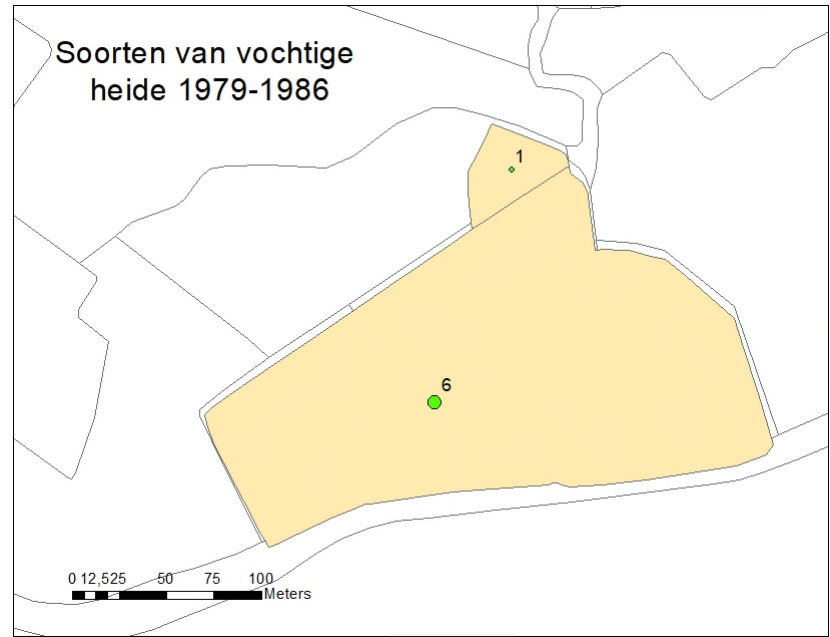 Soorten van vochtige
heide 1979-1986
1
6
0 12,525 50 75 100
Meters